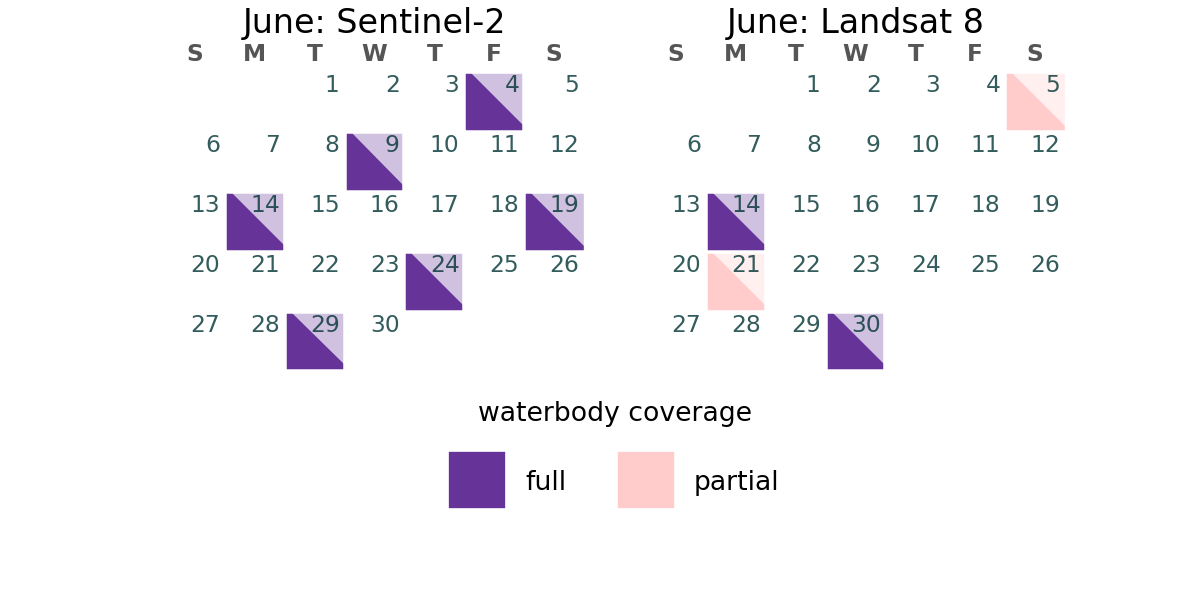 June: Sentinel-2
S M T W T F S
1 2 3 4 5
6 7 8 9 10 11 12
13 14 15 16 17 18 19
20 21 22 23 24 25 26
27 28 29 30
June: Landsat 8
S M T W T F S
1 2 3 4 5
6 7 8 9 10 11 12
13 14 15 16 17 18 19
20 21 22 23 24 25 26
27 28 29 30
waterbody coverage
full partial